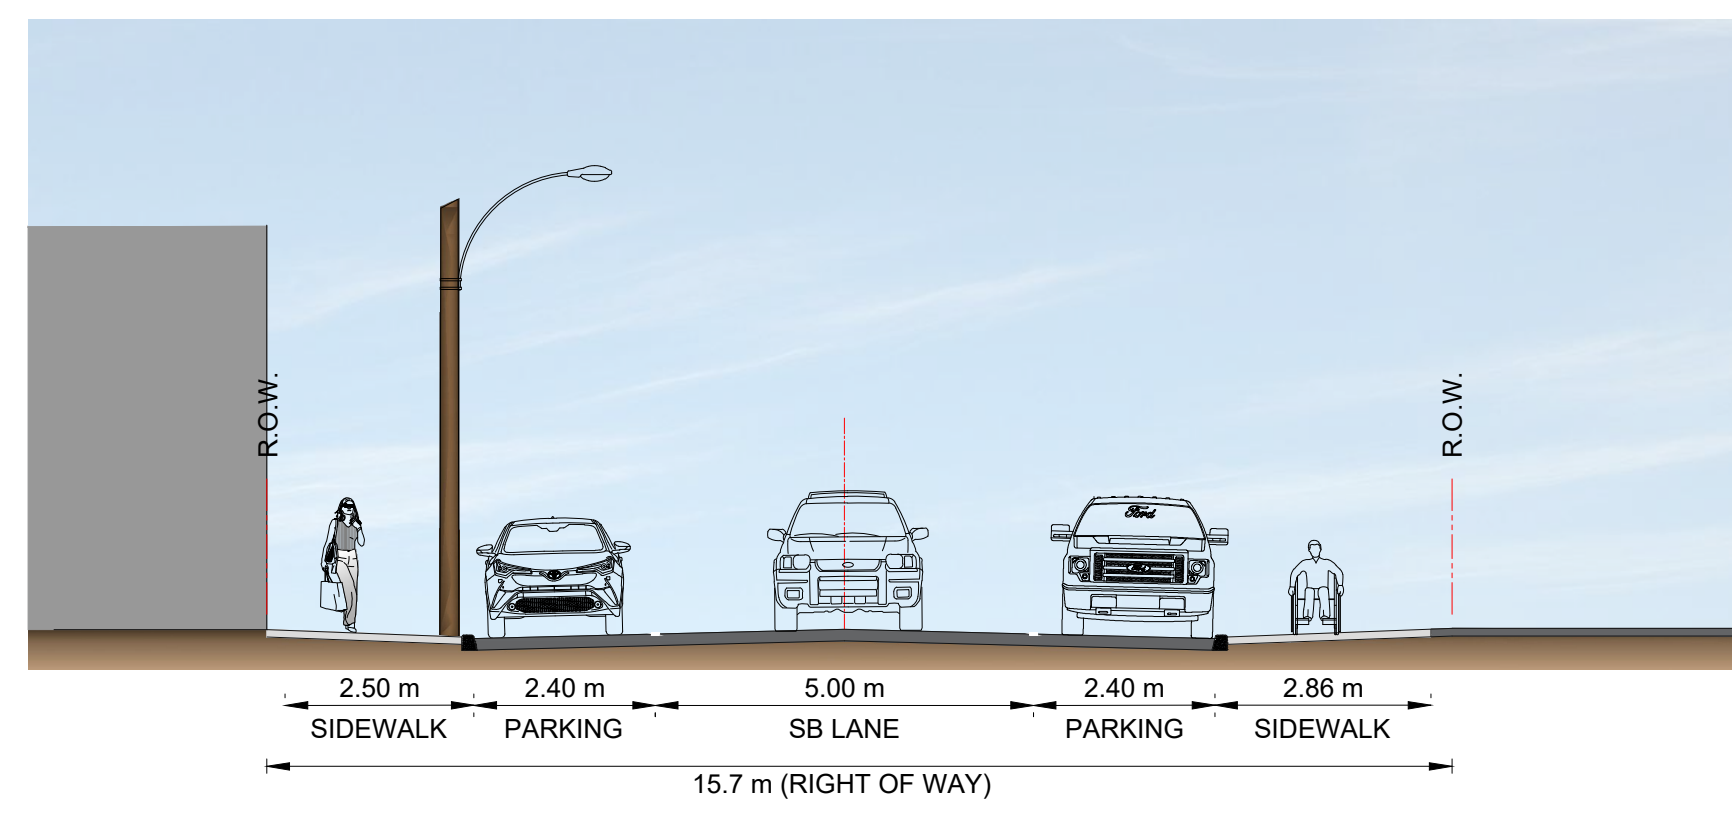 R.O.W.
R.O.W.
Ford
2.50 m
2.40 m
5.00 m
2.40 m
2.86 m
SIDEWALK
PARKING
SB LANE
PARKING
SIDEWALK
15.7 m (RIGHT OF WAY)